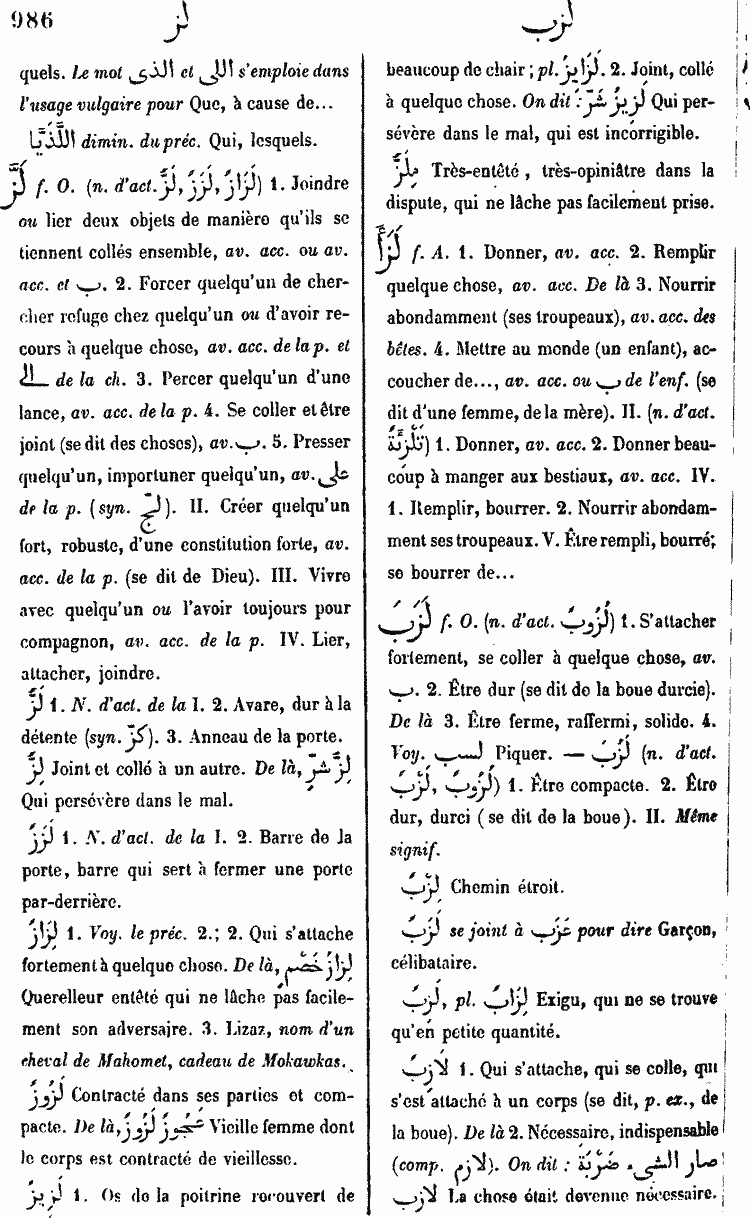 986
لز
لزب
quels. Le mot الذى et اللى s'emploie dans
l'usage vulgaire pour Que, à cause de...
اللَّذَيَّا dimin. du préc. Qui, lesquels.
لَزَّ f. O. (n. d'act. لَزٌّ, لَزَزٌ, لَزَازٌ) 1. Joindre
ou lier deux objets de manière qu'ils se
tiennent collés ensemble, av. acc. ou av.
acc. et ب. 2. Forcer quelqu'un de cher-
cher refuge chez quelqu'un ou d'avoir re-
cours à quelque chose, av. acc. de la p. et
الى de la ch. 3. Percer quelqu'un d'une
lance, av. acc. de la p. 4. Se coller et être
joint (se dit des choses), av. ب. 5. Presser
quelqu'un, importuner quelqu'un, av. على
de la p. (syn. لجّ). II. Créer quelqu'un
fort, robuste, d'une constitution forte, av.
acc. de la p. (se dit de Dieu). III. Vivre
avec quelqu'un ou l'avoir toujours pour
compagnon, av. acc. de la p. IV. Lier,
attacher, joindre.
لَزٌّ 1. N. d'act. de la I. 2. Avare, dur à la
détente (syn. كزّ). 3. Anneau de la porte.
لِزٌّ Joint et collé à un autre. De là, لِزُّ شَرٍّ
Qui persévère dans le mal.
لَزَزٌ 1. N. d'act. de la I. 2. Barre de la
porte, barre qui sert à fermer une porte
par-derrière.
لِزَازٌ 1. Voy. le préc. 2.; 2. Qui s'attache
fortement à quelque chose. De là, لِزَازُ خَصْمٍ
Querelleur entêté qui ne lâche pas facile-
ment son adversaire. 3. Lizaz, nom d'un
cheval de Mahomet, cadeau de Mokawkas.
لَزُوزٌ Contracté dans ses parties et com-
pacte. De là, عَجُوزٌ لَزُوزٌ Vieille femme dont
le corps est contracté de vieillesse.
لَزِيزٌ 1. Os de la poitrine recouvert de
beaucoup de chair; pl. لَزَايِزُ. 2. Joint, collé
à quelque chose. On dit : لَزِيزُ شَرٍّ Qui per-
sévère dans le mal, qui est incorrigible.
مِلَزٌّ Très-entêté, très-opiniâtre dans la
dispute, qui ne lâche pas facilement prise.
لَزَأَ f. A. 1. Donner, av. acc. 2. Remplir
quelque chose, av. acc. De là 3. Nourrir
abondamment (ses troupeaux), av. acc. des
bêtes. 4. Mettre au monde (un enfant), ac-
coucher de..., av. acc. ou ب de l'enf. (se
dit d'une femme, de la mère). II. (n. d'act.
تَلْزِئَةٌ) 1. Donner, av. acc. 2. Donner beau-
coup à manger aux bestiaux, av. acc. IV.
1. Remplir, bourrer. 2. Nourrir abondam-
ment ses troupeaux. V. Être rempli, bourré;
se bourrer de...
لَزَبَ f. O. (n. d'act. لُزُوبٌ) 1. S'attacher
fortement, se coller à quelque chose, av.
ب. 2. Être dur (se dit de la boue durcie).
De là 3. Être ferme, raffermi, solide. 4.
Voy. لسب Piquer. — لَزُبَ (n. d'act.
لَزْبٌ, لُزُوبٌ) 1. Être compacte. 2. Être
dur, durci (se dit de la boue). II. Même
signif.
لِزْبٌ Chemin étroit.
لَزَبٌ se joint à عَزَب pour dire Garçon,
célibataire.
لَزِبٌ, pl. لِزَابٌ Exigu, qui ne se trouve
qu'en petite quantité.
لَازِبٌ 1. Qui s'attache, qui se colle, qui
s'est attaché à un corps (se dit, p. ex., de
la boue). De là 2. Nécessaire, indispensable
(comp. لازم). On dit : صار الشىء ضَرْبَةَ
لَازِبٍ La chose était devenue nécessaire.